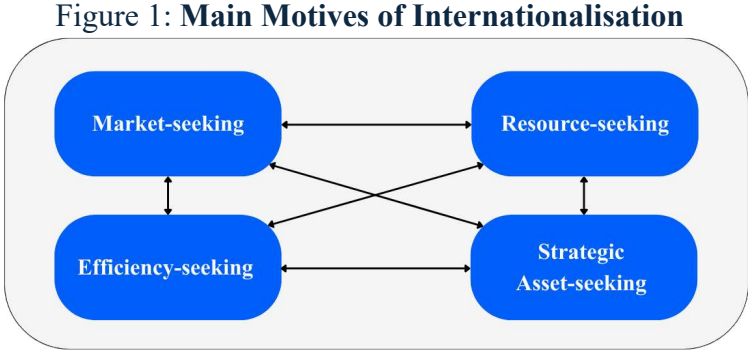 Figure 1: Main Motives of Internationalisation
Market-seeking
Resource-seeking
Efficiency-seeking
Strategic
Asset-seeking